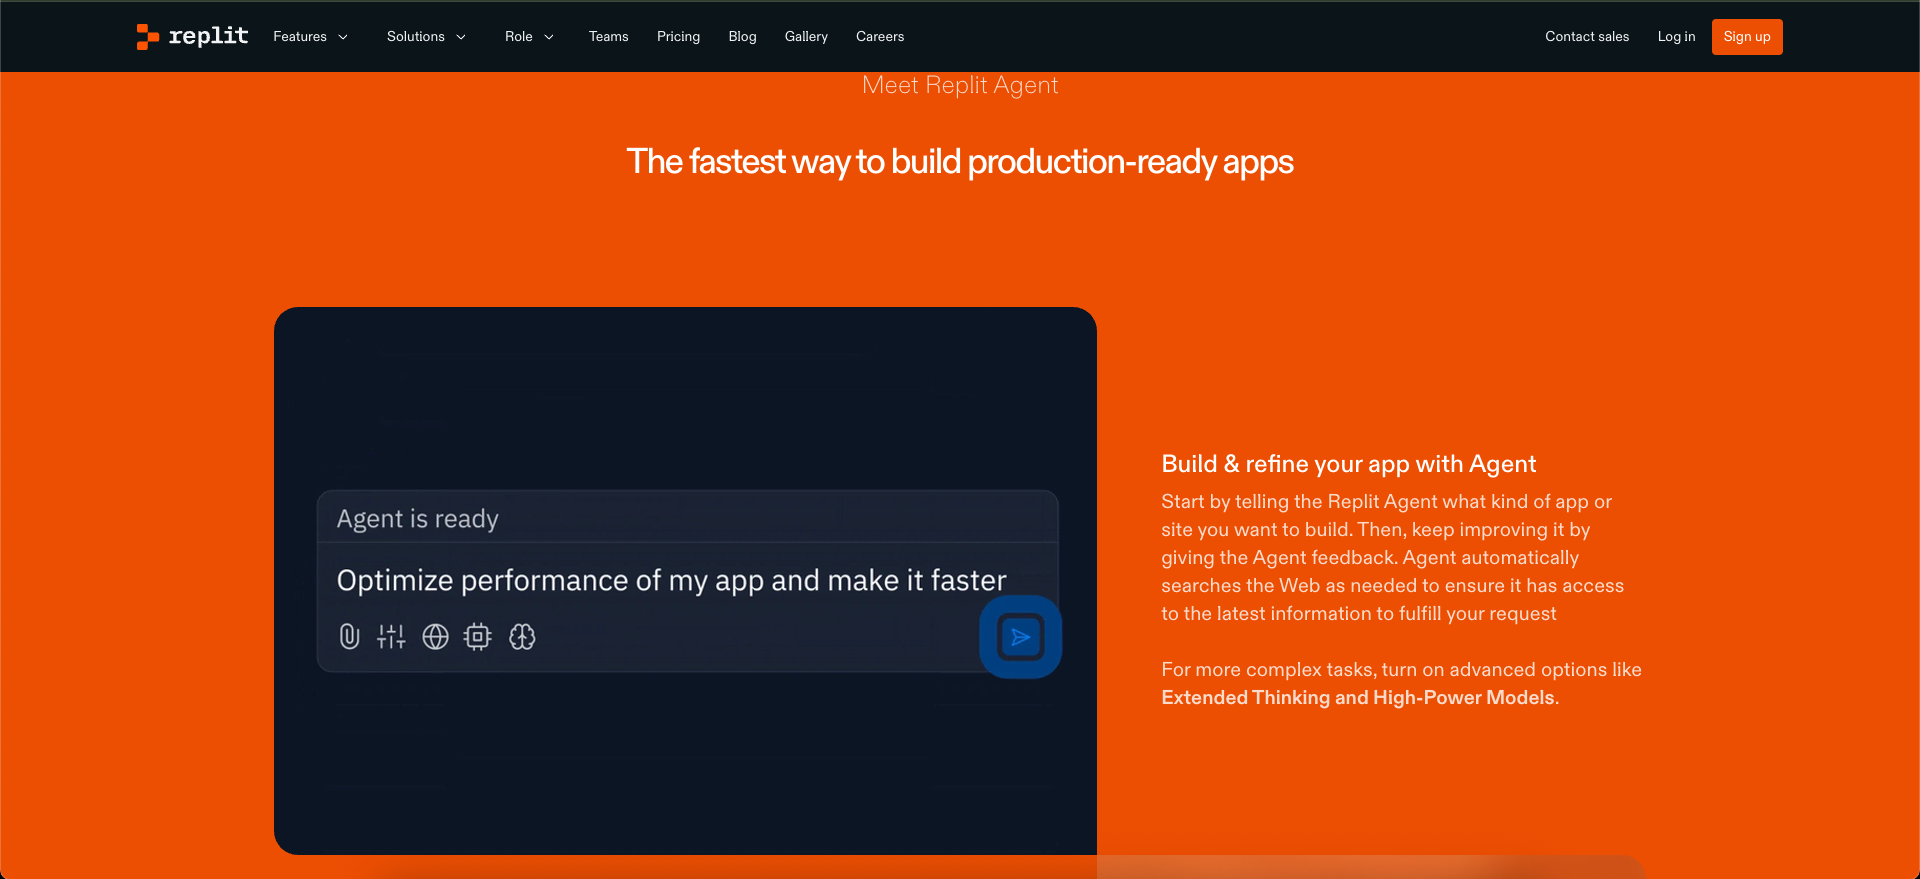 replit
Features
Solutions
Role
Teams
Pricing
Blog
Gallery
Careers
Contact sales
Log in
Sign up
Meet Replit Agent
The fastest way to build production-ready apps
Agent is ready
Optimize performance of my app and make it faster
Build & refine your app with Agent
Start by telling the Replit Agent what kind of app or
site you want to build. Then, keep improving it by
giving the Agent feedback. Agent automatically
searches the Web as needed to ensure it has access
to the latest information to fulfill your request
For more complex tasks, turn on advanced options like
Extended Thinking and High-Power Models.